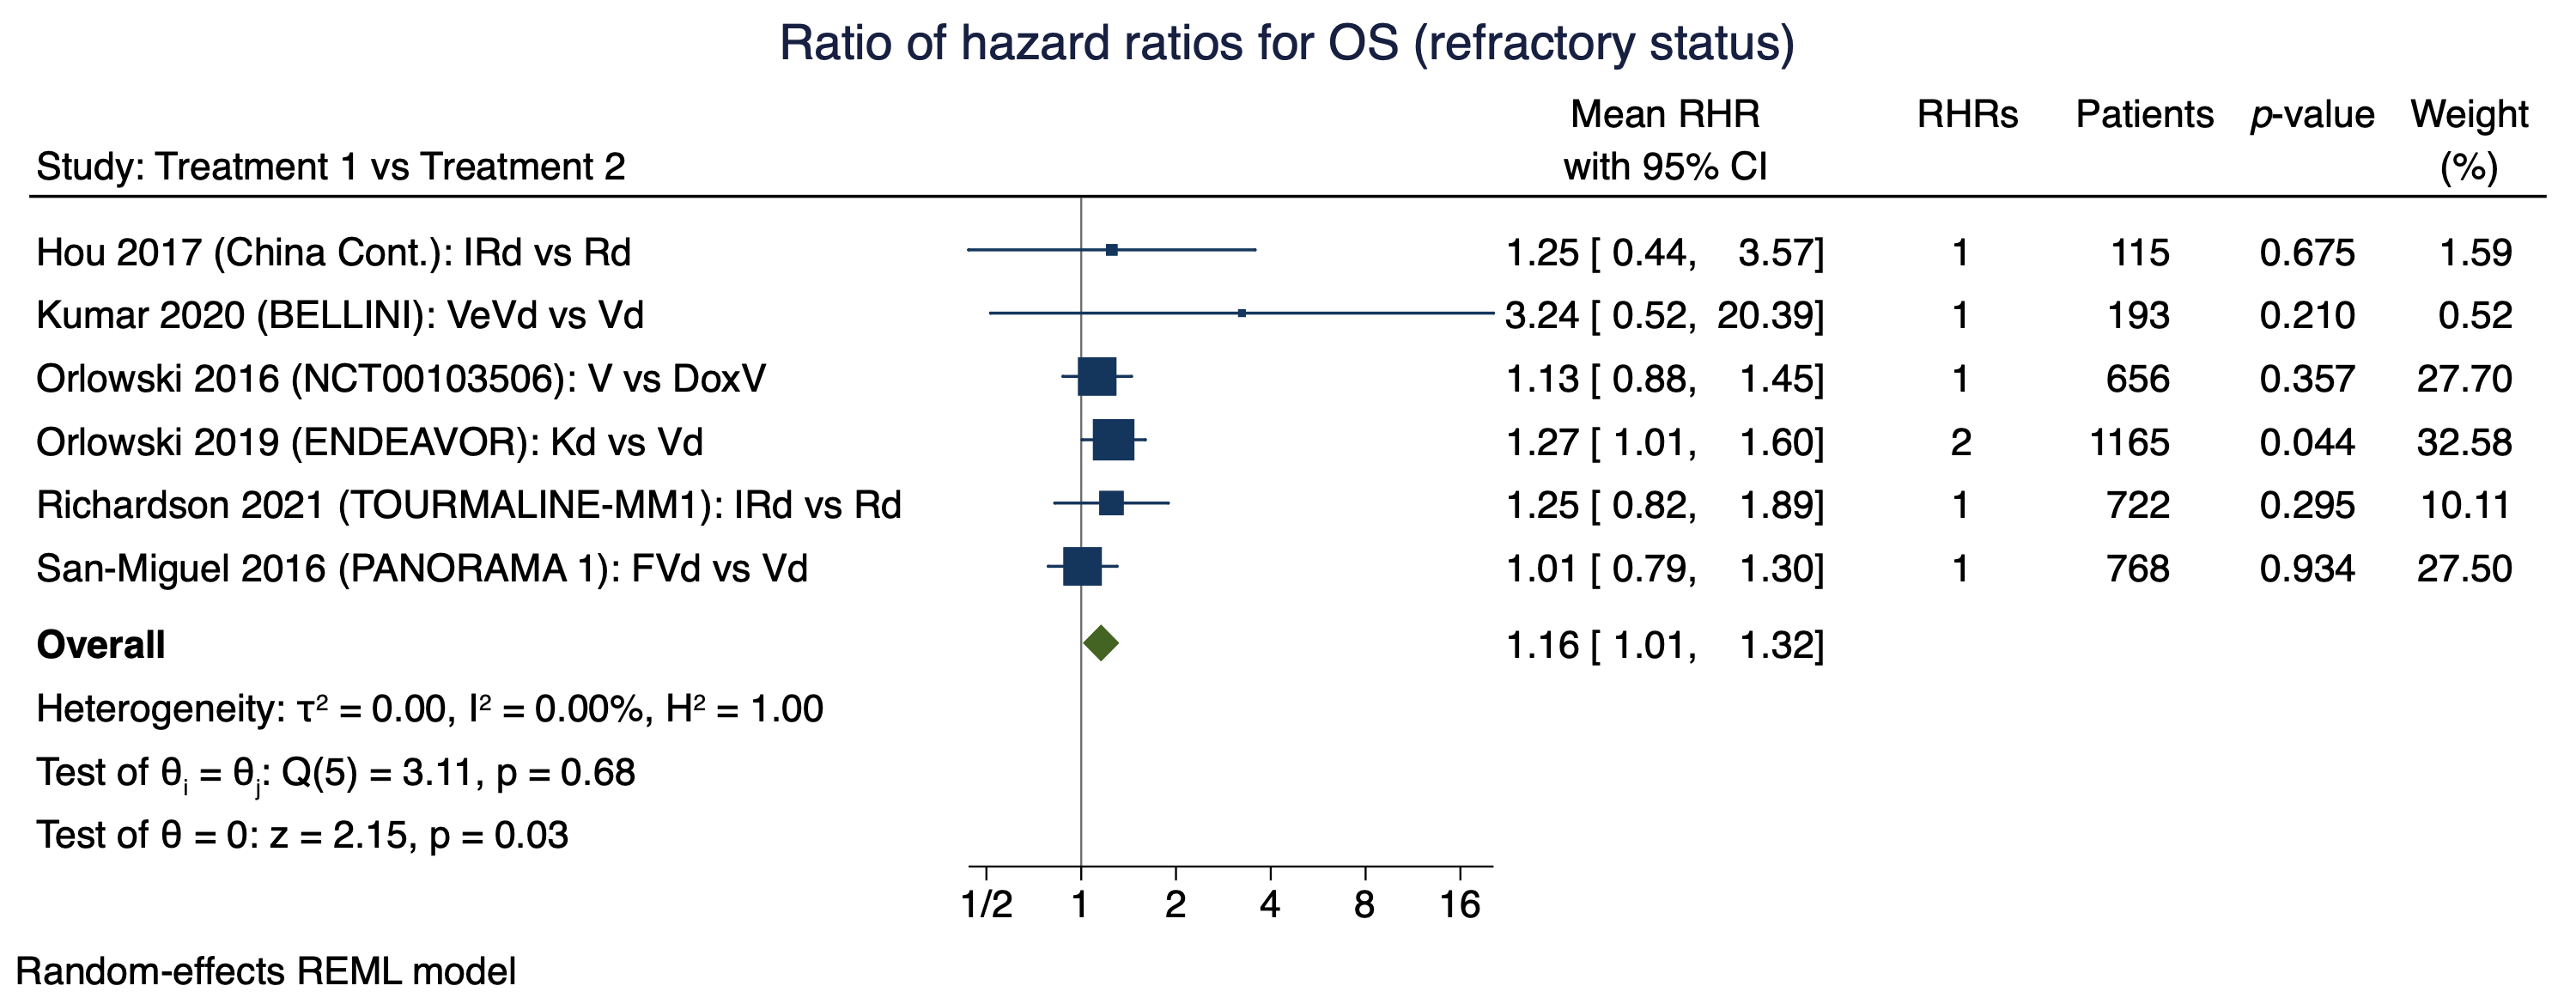 Ratio of hazard ratios for OS (refractory status)
Mean RHR RHRs Patients p-value Weight
Study: Treatment 1 vs Treatment 2 with 95% CI (%)
Hou 2017 (China Cont.): IRd vs Rd 1.25 [ 0.44, 3.57] 1 115 0.675 1.59
Kumar 2020 (BELLINI): VeVd vs Vd 3.24 [ 0.52, 20.39] 1 193 0.210 0.52
Orlowski 2016 (NCT00103506): V vs DoxV 1.13 [ 0.88, 1.45] 1 656 0.357 27.70
Orlowski 2019 (ENDEAVOR): Kd vs Vd 1.27 [ 1.01, 1.60] 2 1165 0.044 32.58
Richardson 2021 (TOURMALINE-MM1): IRd vs Rd 1.25 [ 0.82, 1.89] 1 722 0.295 10.11
San-Miguel 2016 (PANORAMA 1): FVd vs Vd 1.01 [ 0.79, 1.30] 1 768 0.934 27.50
Overall 1.16 [ 1.01, 1.32]
Heterogeneity: τ² = 0.00, I² = 0.00%, H² = 1.00
Test of θᵢ = θⱼ: Q(5) = 3.11, p = 0.68
Test of θ = 0: z = 2.15, p = 0.03
1/2 1 2 4 8 16
Random-effects REML model